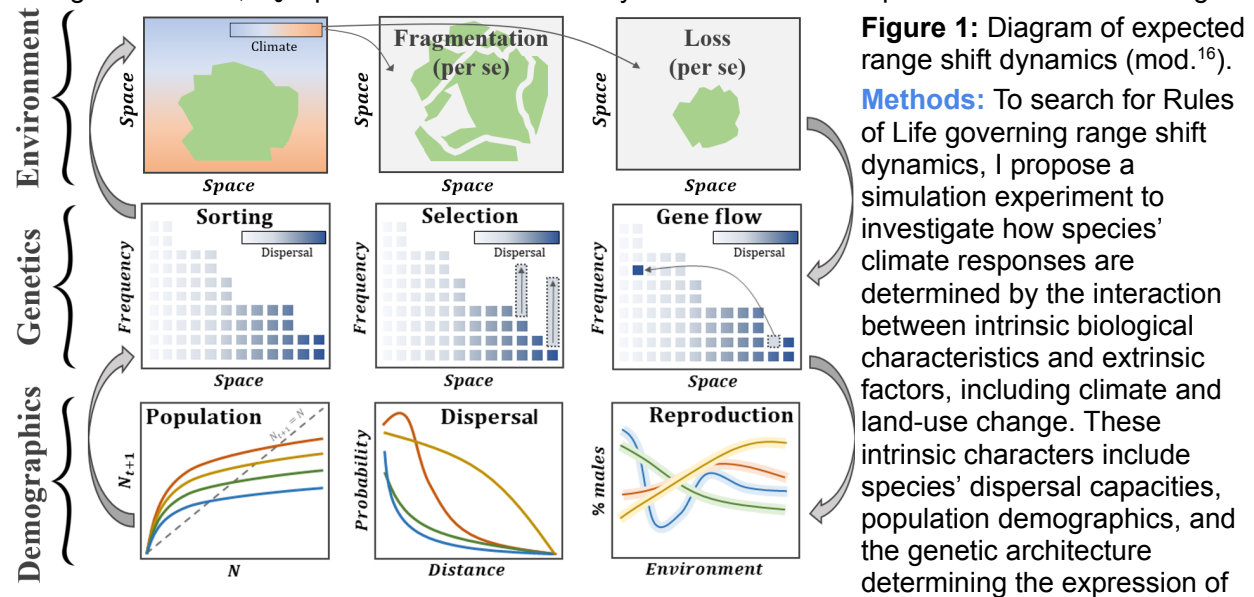 Environment
Space
Climate
Space
Space
Fragmentation
(per se)
Space
Space
Loss
(per se)
Space
Genetics
Frequency
Sorting
Dispersal
Space
Frequency
Selection
Dispersal
Space
Frequency
Gene flow
Dispersal
Space
Demographics
Nt+1
Population
Nt+1 = N
N
Probability
Dispersal
Distance
% males
Reproduction
Environment
Figure 1: Diagram of expected
range shift dynamics (mod.16).
Methods: To search for Rules
of Life governing range shift
dynamics, I propose a
simulation experiment to
investigate how species’
climate responses are
determined by the interaction
between intrinsic biological
characteristics and extrinsic
factors, including climate and
land-use change. These
intrinsic characters include
species’ dispersal capacities,
population demographics, and
the genetic architecture
determining the expression of